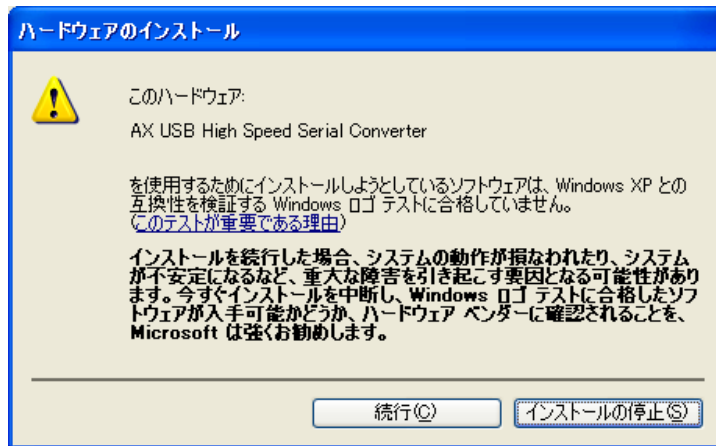 ハードウェアのインストール
このハードウェア:
AX USB High Speed Serial Converter
を使用するためにインストールしようとしているソフトウェアは、Windows XP との
互換性を検証する Windows ロゴ テストに合格していません。
(このテストが重要である理由)
インストールを続行した場合、システムの動作が損なわれたり、システム
が不安定になるなど、重大な障害を引き起こす要因となる可能性があり
ます。今すぐインストールを中断し、Windows ロゴ テストに合格したソフ
トウェアが入手可能かどうか、ハードウェア ベンダーに確認されることを、
Microsoft は強くお勧めします。
続行(C)
インストールの停止(S)